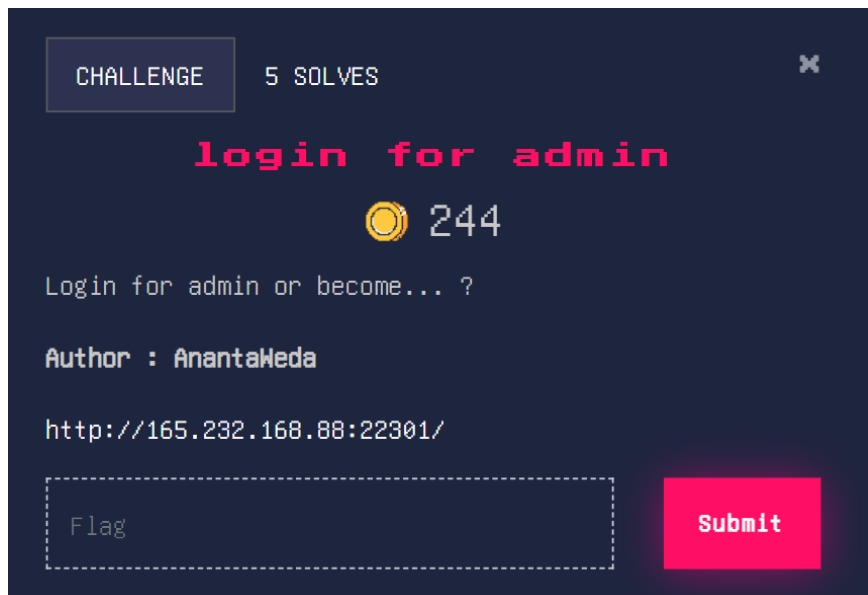 CHALLENGE 5 SOLVES ×
login for admin
244
Login for admin or become... ?
Author : AnantaWeda
http://165.232.168.88:22301/
Flag Submit